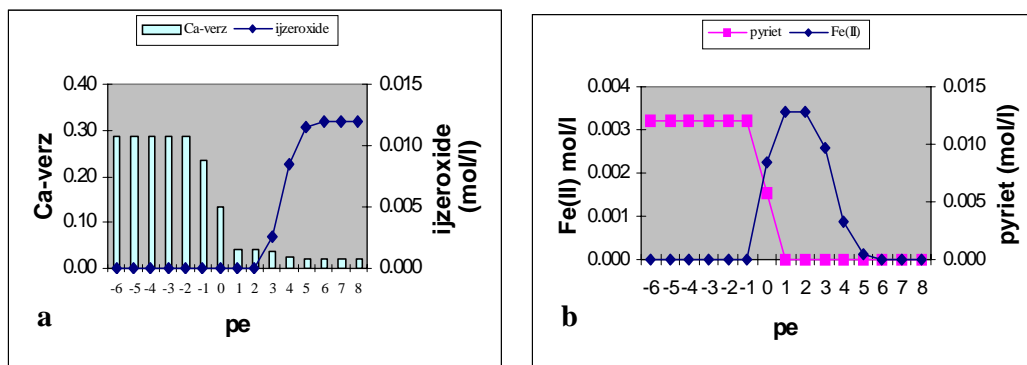 Ca-verz ijzeroxide
0.40
0.30
0.20
0.10
0.00
Ca-verz
0.015
0.010
0.005
0.000
ijzeroxide
(mol/l)
-6 -5 -4 -3 -2 -1 0 1 2 3 4 5 6 7 8
pe
a
pyriet Fe(II)
0.004
0.003
0.002
0.001
0.000
Fe(II) mol/l
0.015
0.010
0.005
0.000
pyriet (mol/l)
-6 -5 -4 -3 -2 -1 0 1 2 3 4 5 6 7 8
pe
b